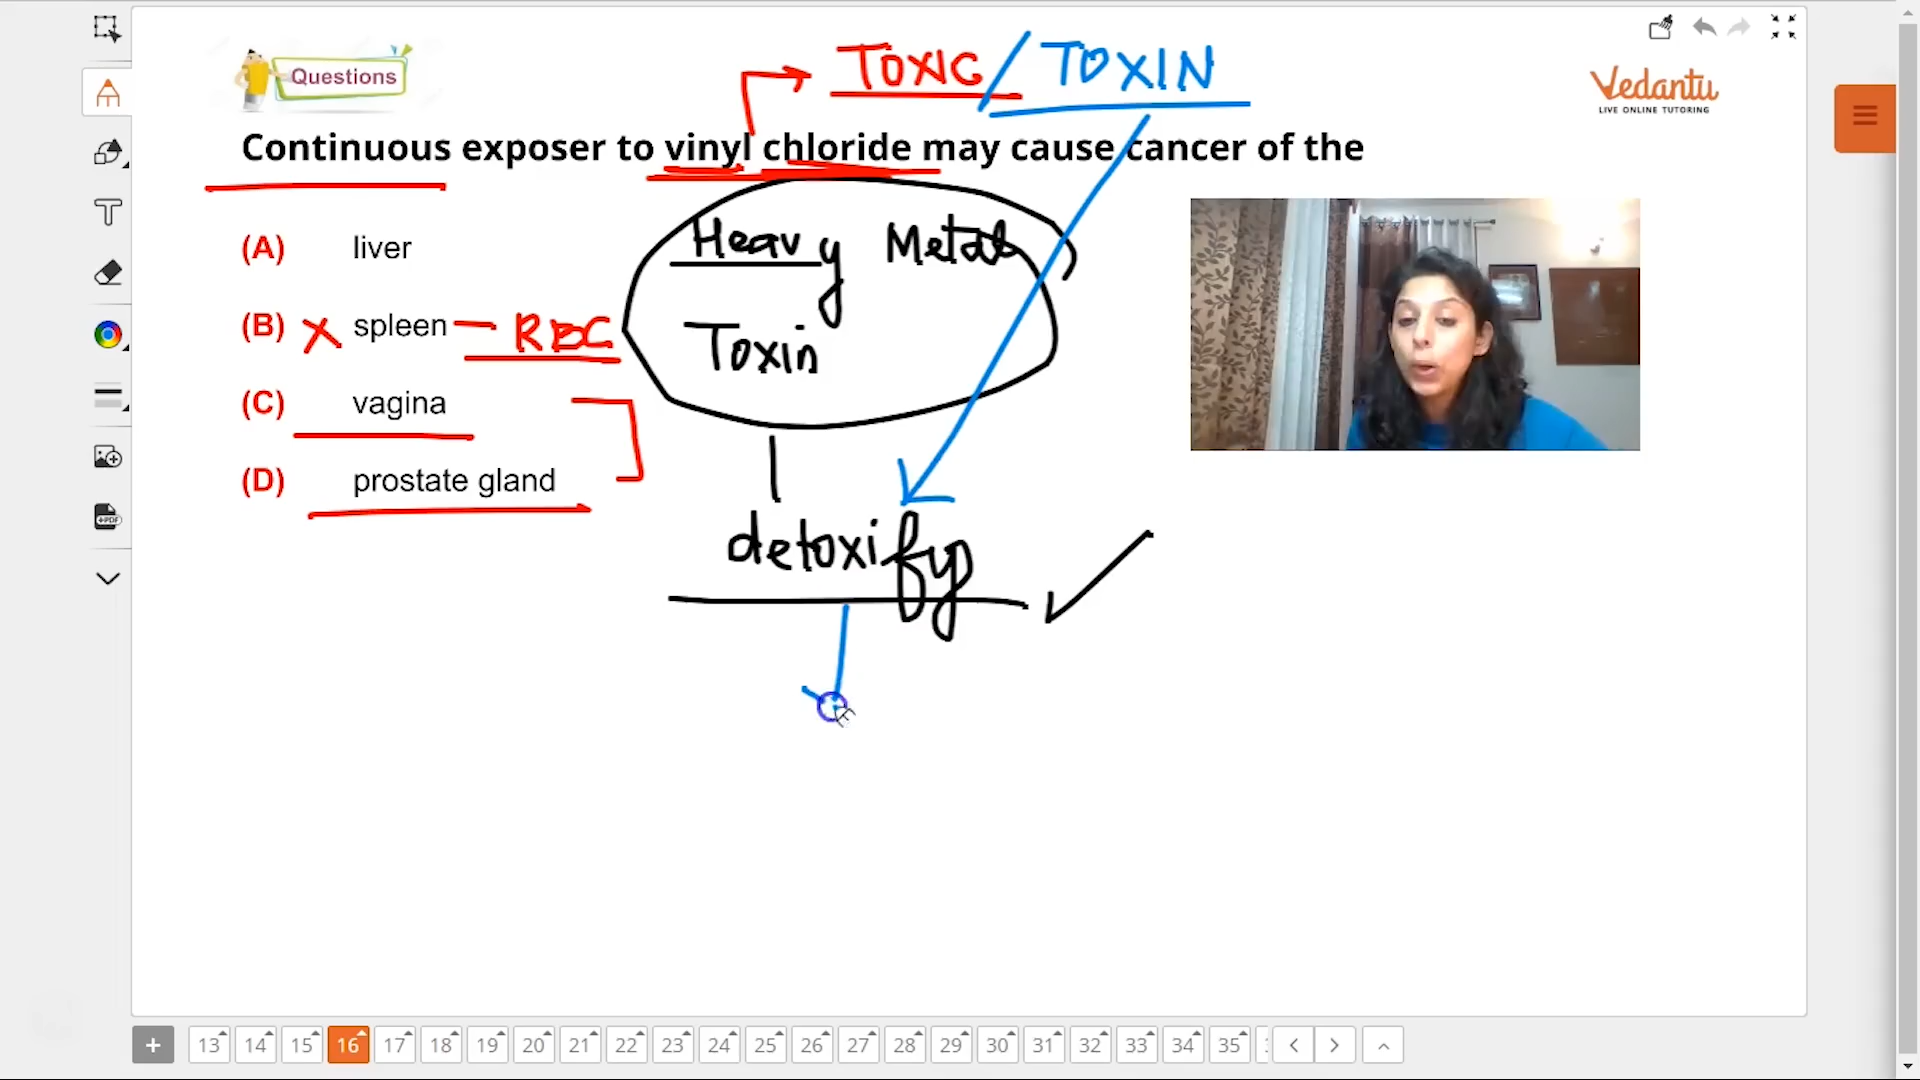 TOXIC / TOXIN
Questions
Vedantu
LIVE ONLINE TUTORING
Continuous exposer to vinyl chloride may cause cancer of the
Heavy Metals
(A) liver
(B) X spleen – RBC
Toxin
(C) vagina
(D) prostate gland
detoxify
T
+PDF
+ 13 14 15 16 17 18 19 20 21 22 23 24 25 26 27 28 29 30 31 32 33 34 35